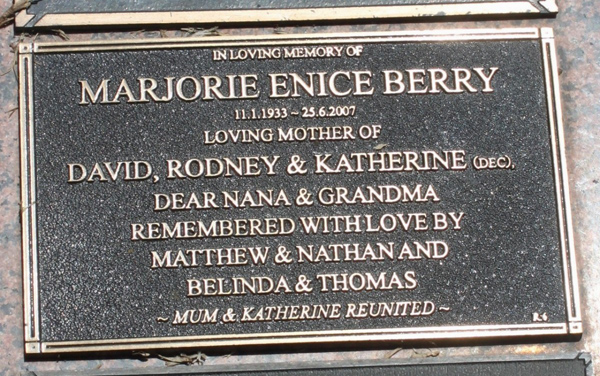 IN LOVING MEMORY OF
MARJORIE ENICE BERRY
11.1.1933 ~ 25.6.2007
LOVING MOTHER OF
DAVID, RODNEY & KATHERINE (DEC),
DEAR NANA & GRANDMA
REMEMBERED WITH LOVE BY
MATTHEW & NATHAN AND
BELINDA & THOMAS
~ MUM & KATHERINE REUNITED ~
R4